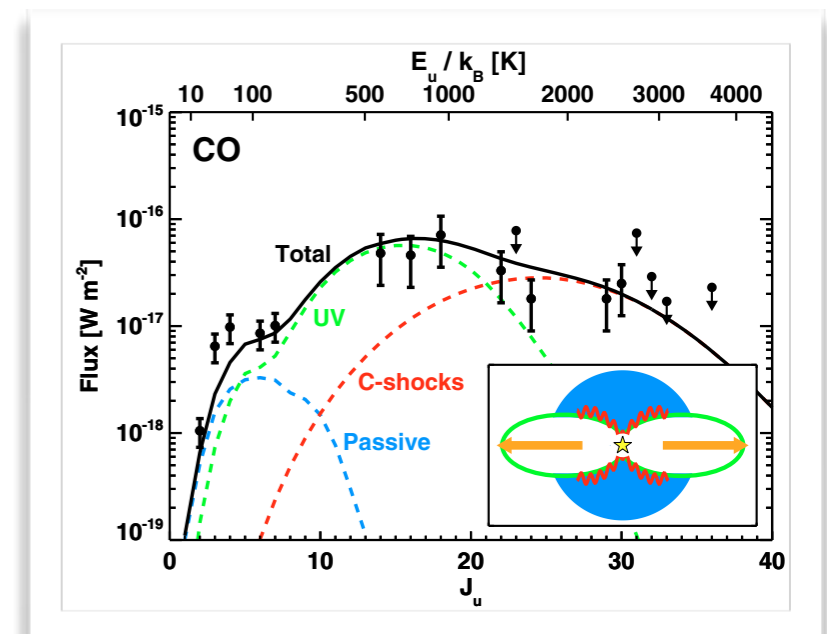 E_u / k_B [K]
10 100 500 1000 2000 3000 4000
10^-15
CO
10^-16
Total
UV
10^-17
Flux [W m^-2]
C-shocks
10^-18
Passive
10^-19
0 10 20 30 40
J_u